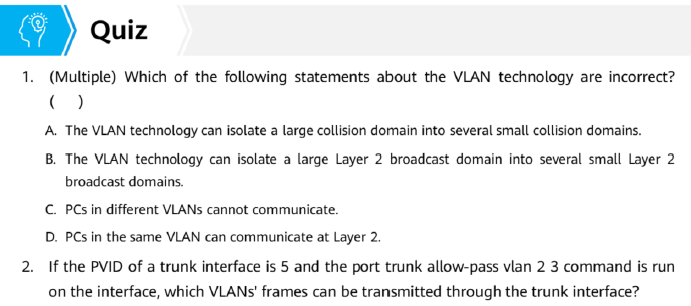 Quiz
1. (Multiple) Which of the following statements about the VLAN technology are incorrect?
( )
A. The VLAN technology can isolate a large collision domain into several small collision domains.
B. The VLAN technology can isolate a large Layer 2 broadcast domain into several small Layer 2
broadcast domains.
C. PCs in different VLANs cannot communicate.
D. PCs in the same VLAN can communicate at Layer 2.
2. If the PVID of a trunk interface is 5 and the port trunk allow-pass vlan 2 3 command is run
on the interface, which VLANs' frames can be transmitted through the trunk interface?